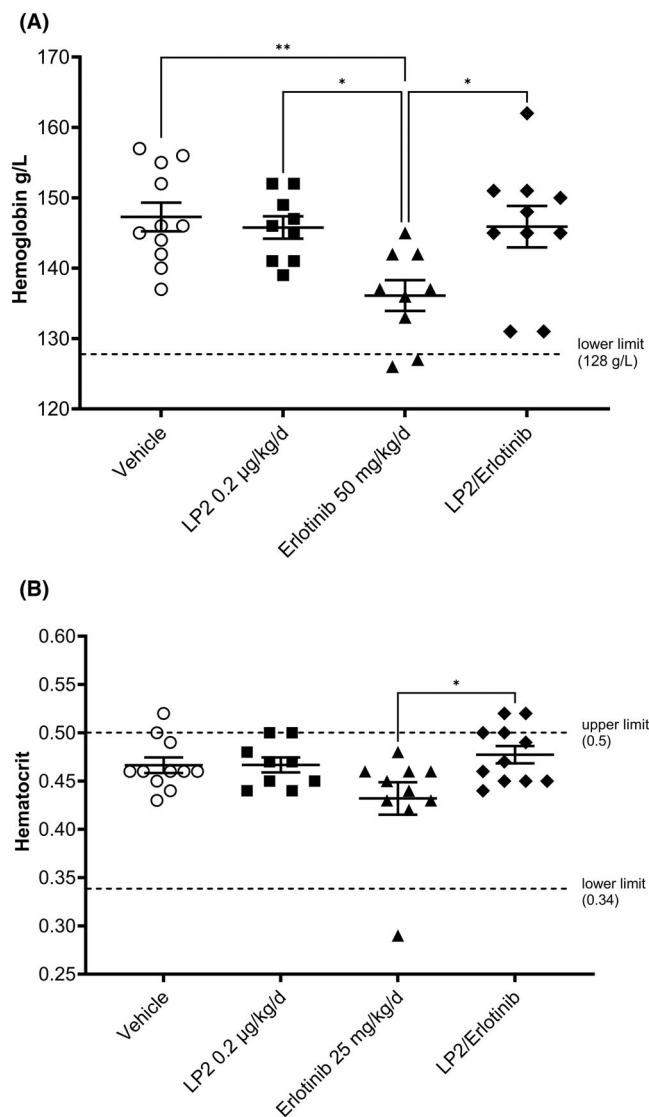 (A)
170
160
150
140
130
120
Hemoglobin g/L
**
*
*
lower limit
(128 g/L)
Vehicle
LP2 0.2 µg/kg/d
Erlotinib 50 mg/kg/d
LP2/Erlotinib
(B)
0.60
0.55
0.50
0.45
0.40
0.35
0.30
0.25
Hematocrit
*
upper limit
(0.5)
lower limit
(0.34)
Vehicle
LP2 0.2 µg/kg/d
Erlotinib 25 mg/kg/d
LP2/Erlotinib